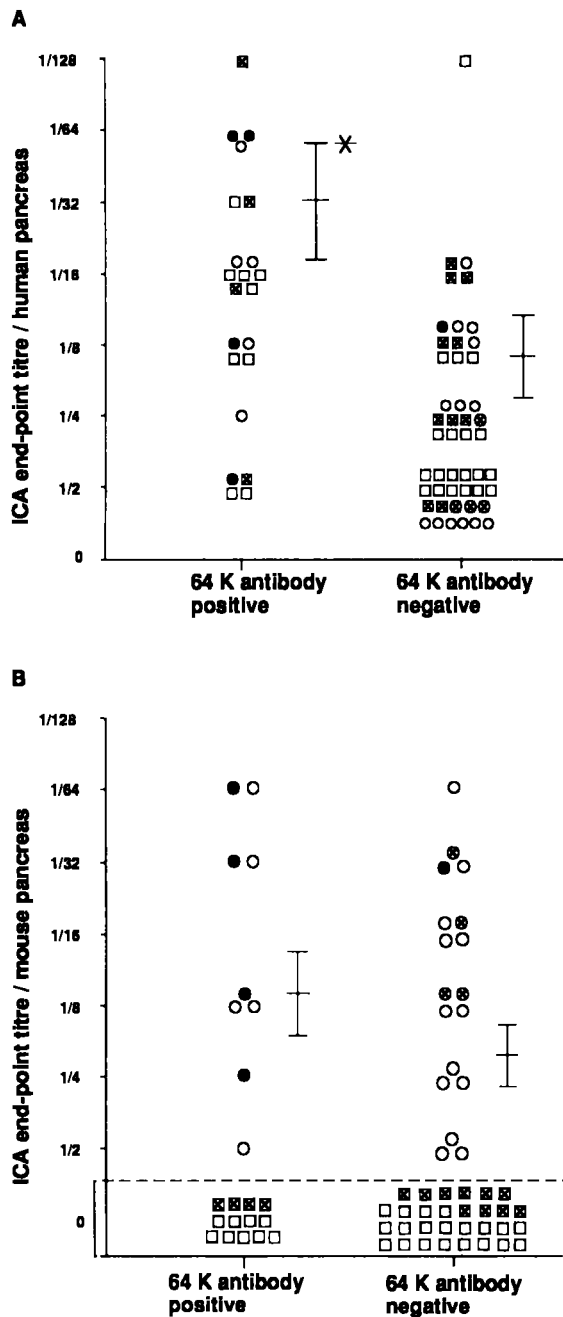 A
ICA end-point titre / human pancreas
1/128
1/64
1/32
1/16
1/8
1/4
1/2
0
64 K antibody
positive
64 K antibody
negative
B
ICA end-point titre / mouse pancreas
1/128
1/64
1/32
1/16
1/8
1/4
1/2
0
64 K antibody
positive
64 K antibody
negative